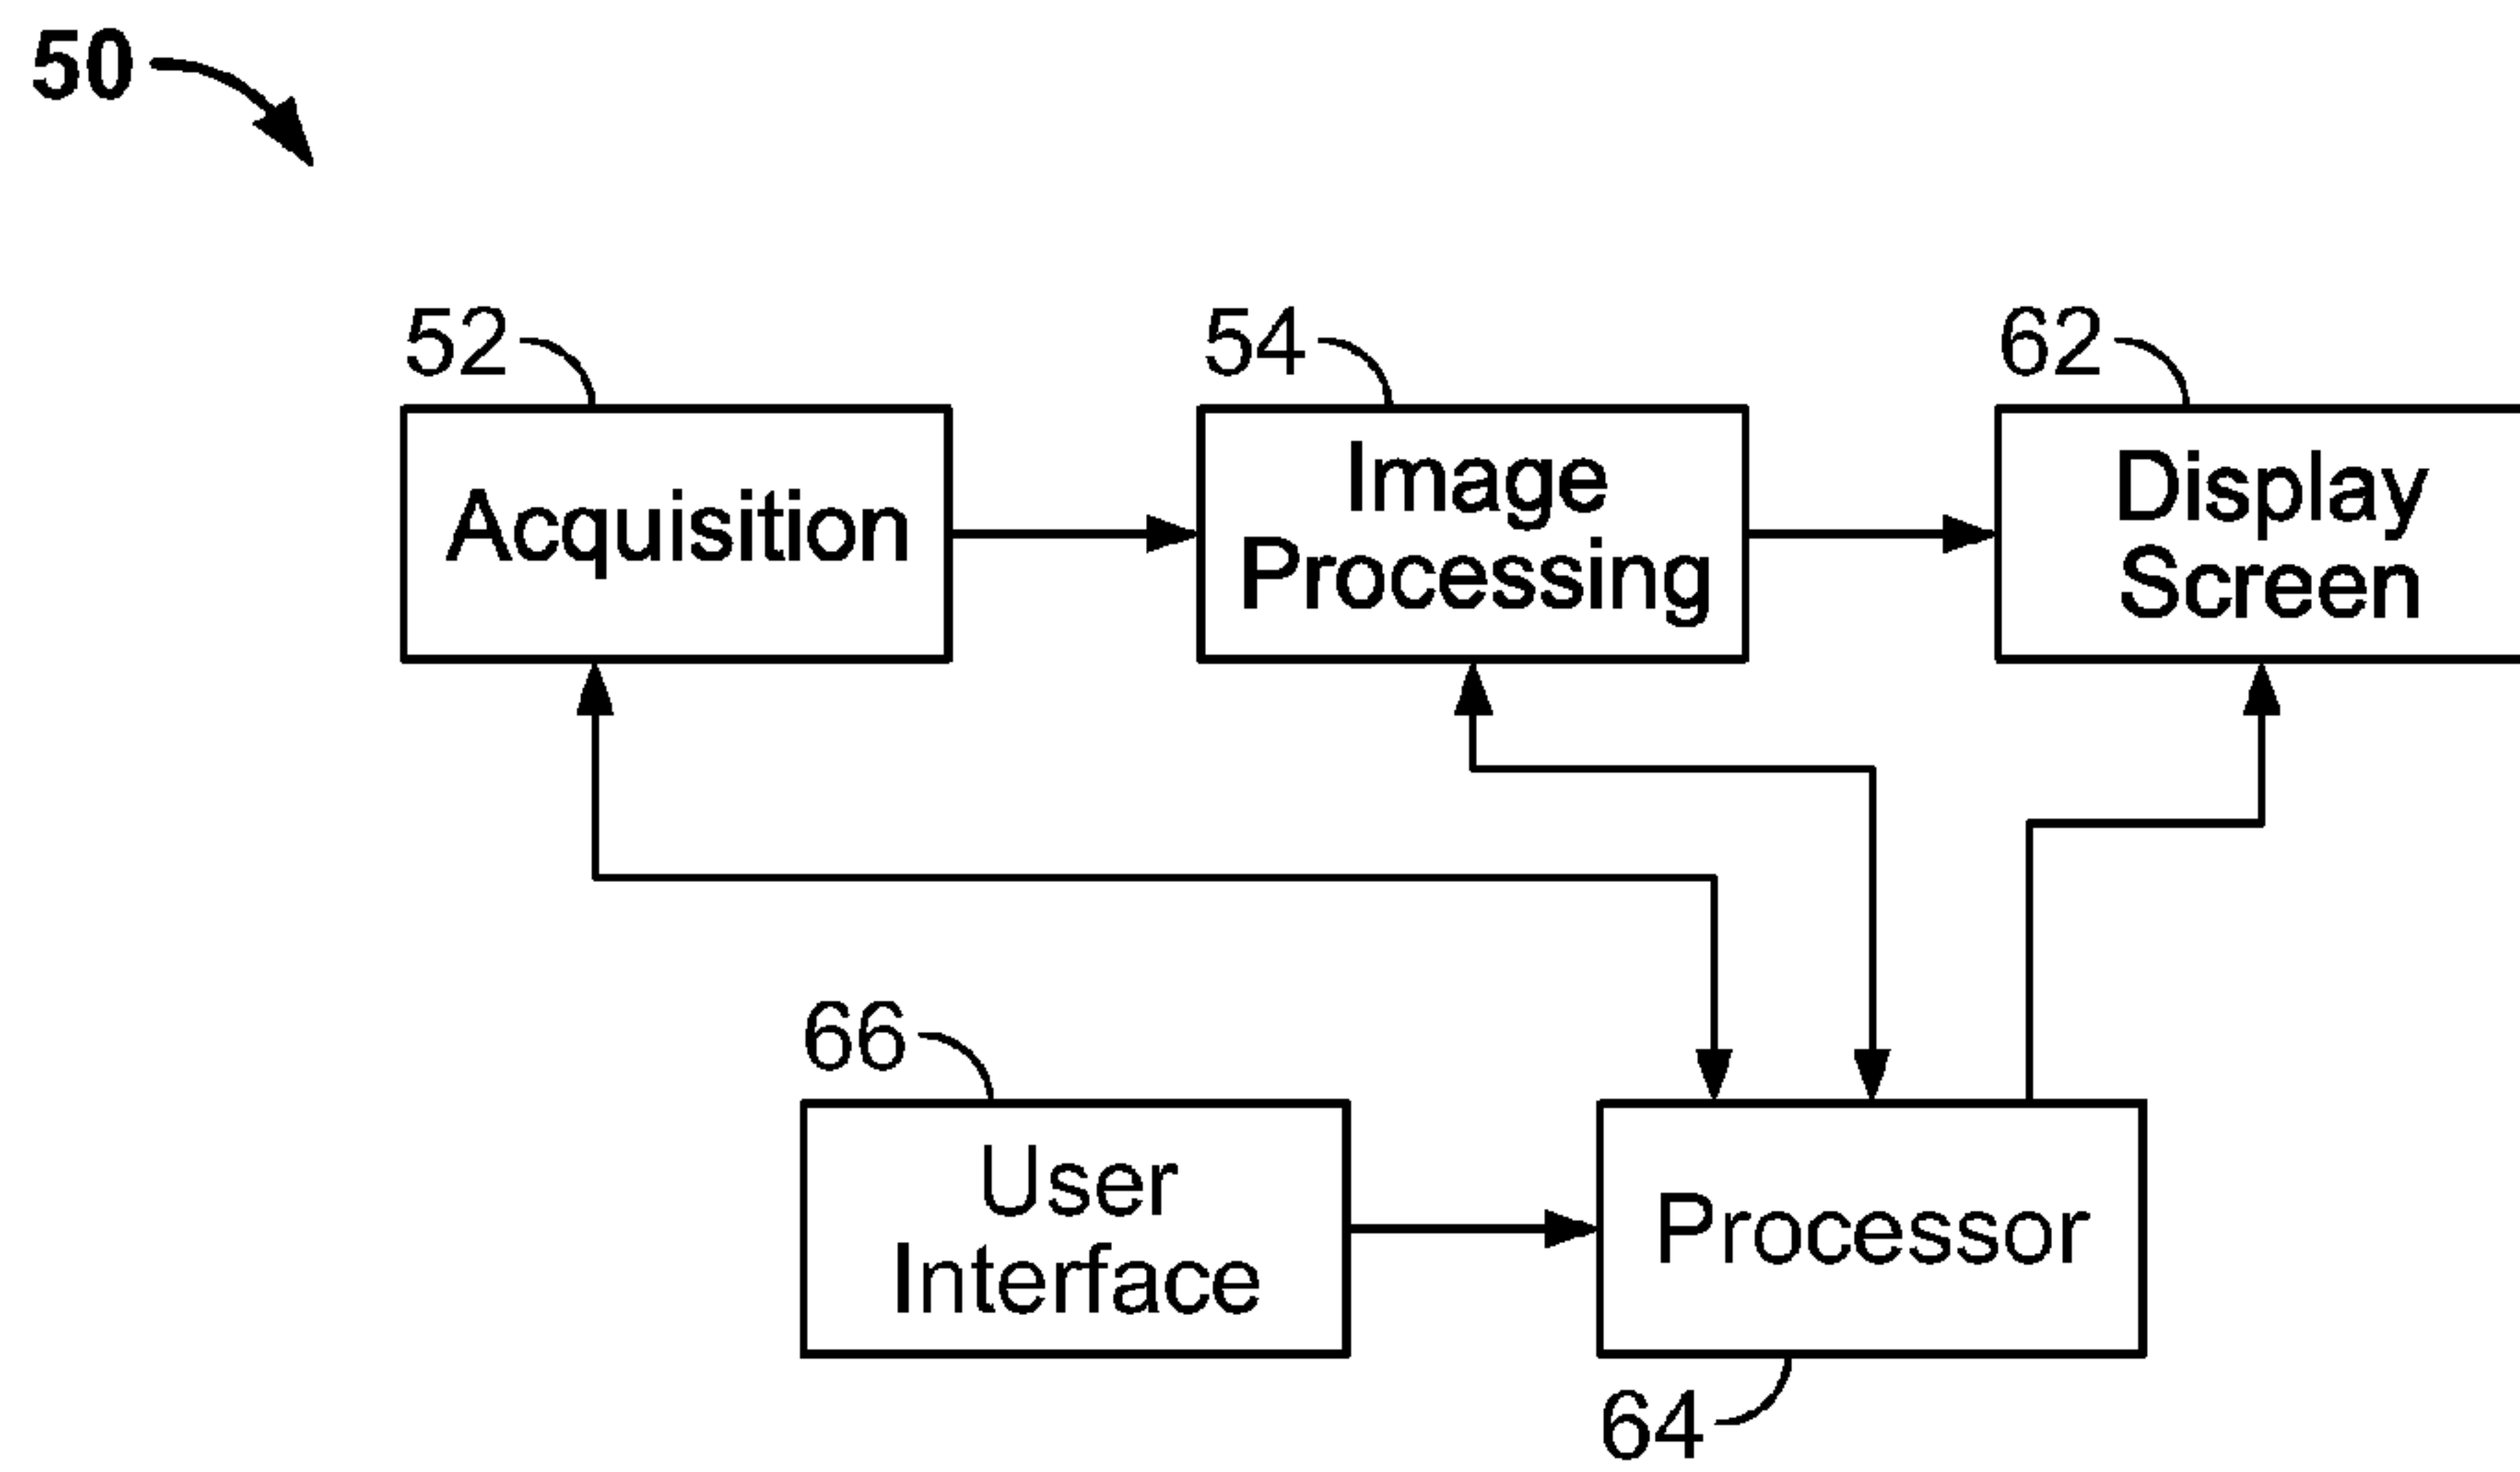 50
52
54
62
Acquisition
Image
Processing
Display
Screen
66
User
Interface
Processor
64